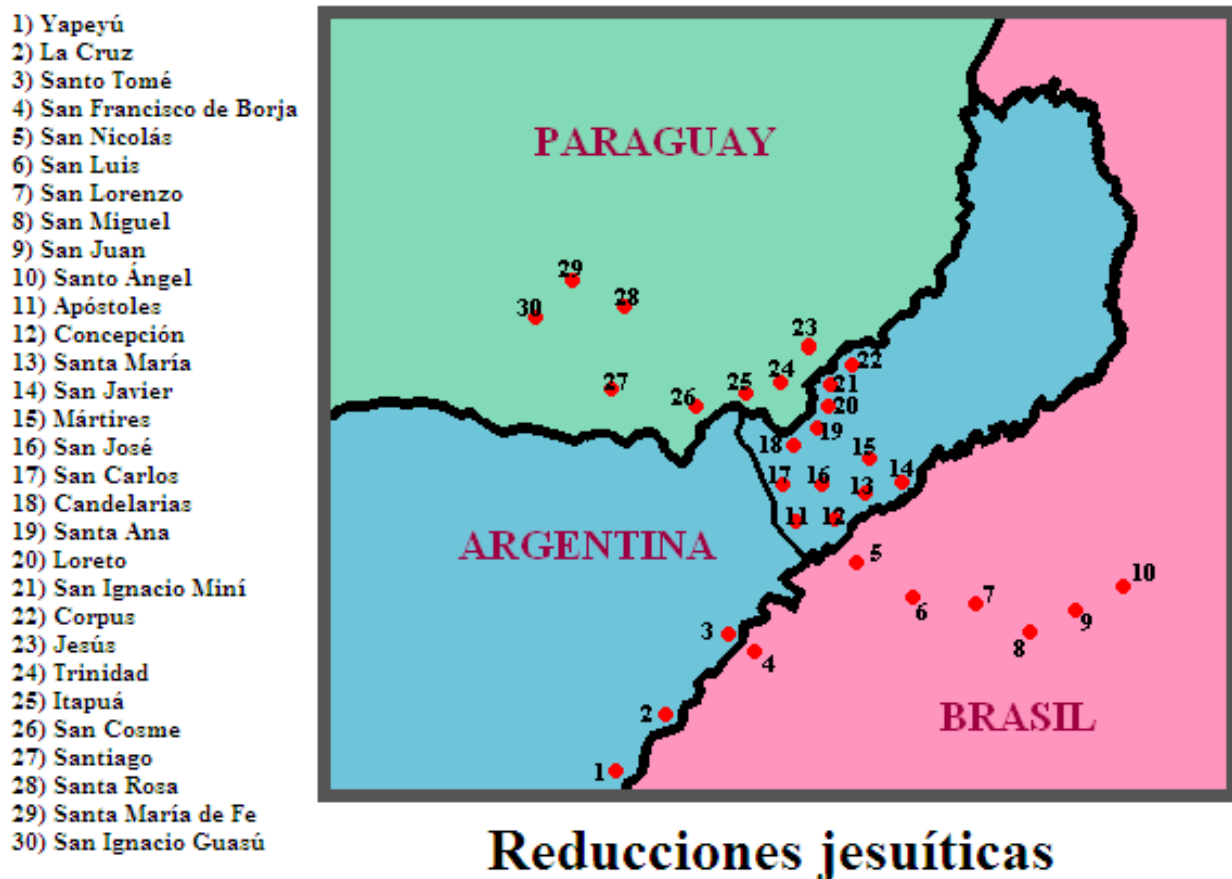 1) Yapeyú
2) La Cruz
3) Santo Tomé
4) San Francisco de Borja
5) San Nicolás
6) San Luis
7) San Lorenzo
8) San Miguel
9) San Juan
10) Santo Ángel
11) Apóstoles
12) Concepción
13) Santa María
14) San Javier
15) Mártires
16) San José
17) San Carlos
18) Candelarias
19) Santa Ana
20) Loreto
21) San Ignacio Miní
22) Corpus
23) Jesús
24) Trinidad
25) Itapuá
26) San Cosme
27) Santiago
28) Santa Rosa
29) Santa María de Fe
30) San Ignacio Guasú
PARAGUAY
29
28
30
23
22
24
21
27
25
26
20
19
18
15
17
16
13
14
11
12
ARGENTINA
5
10
6
7
9
3
8
4
2
BRASIL
1
Reducciones jesuíticas